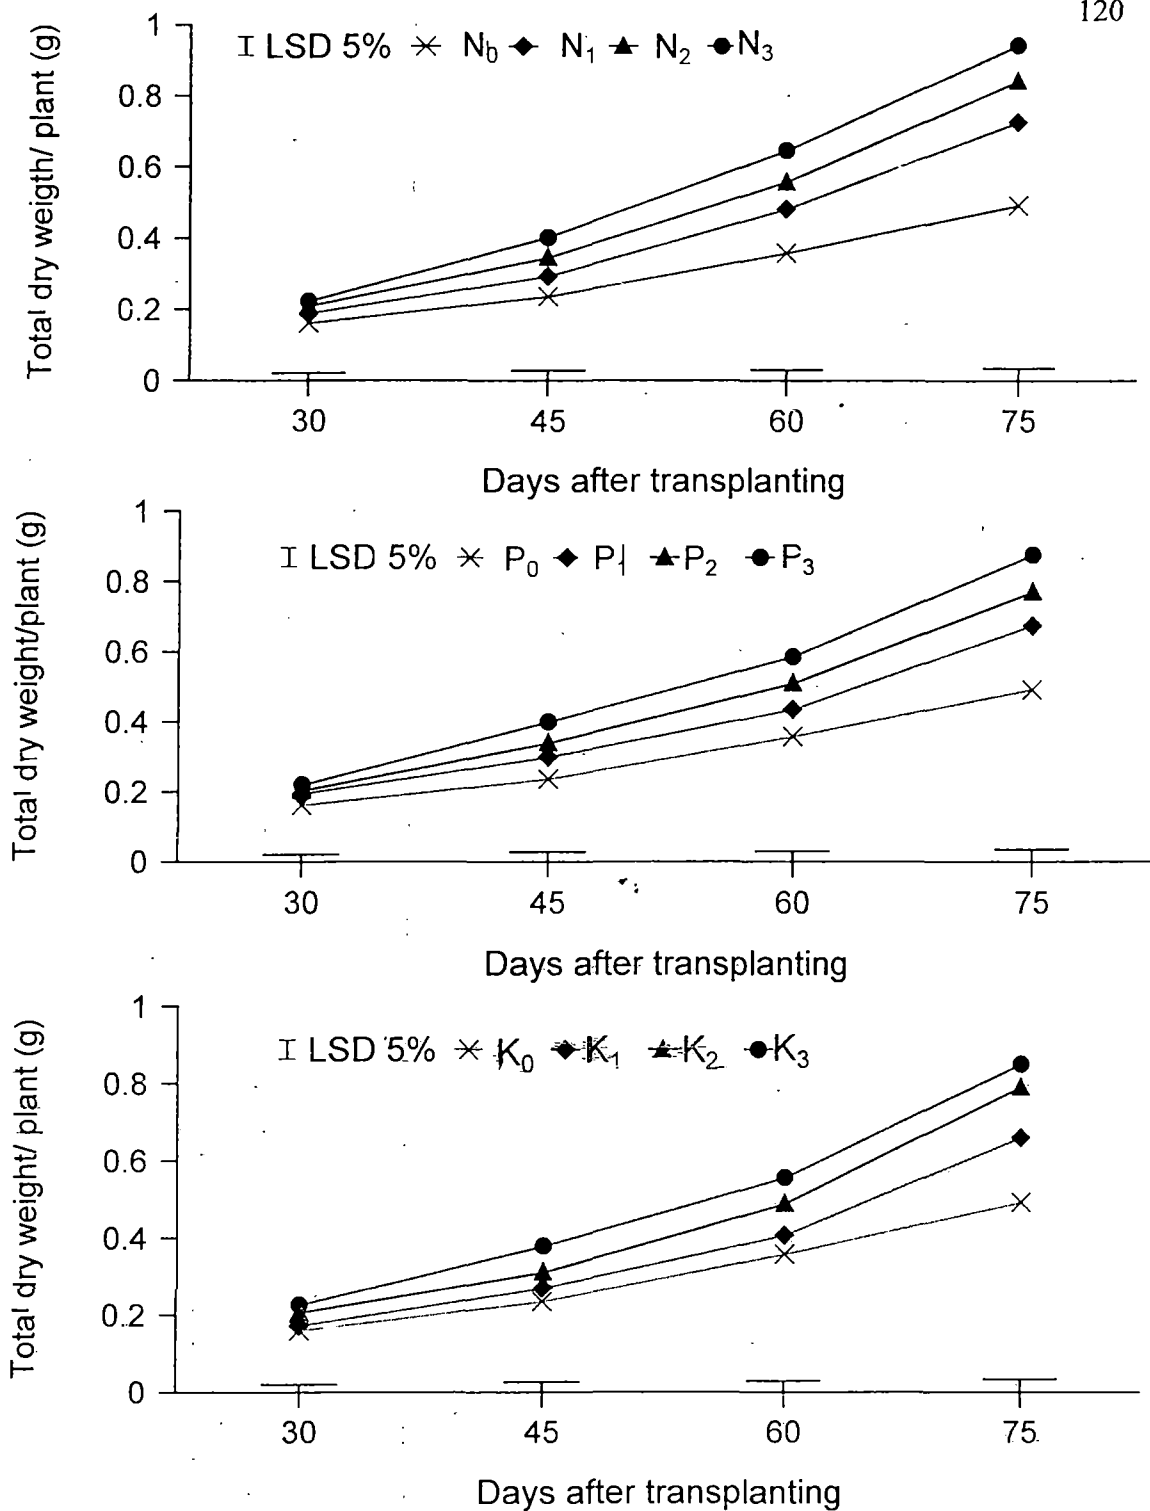 120
I LSD 5% N₀ N₁ N₂ N₃
Total dry weigth/ plant (g)
1
0.8
0.6
0.4
0.2
0
30 45 60 75
Days after transplanting
I LSD 5% P₀ P₁ P₂ P₃
Total dry weight/plant (g)
1
0.8
0.6
0.4
0.2
0
30 45 60 75
Days after transplanting
I LSD 5% K₀ K₁ K₂ K₃
Total dry weight/ plant (g)
1
0.8
0.6
0.4
0.2
0
30 45 60 75
Days after transplanting